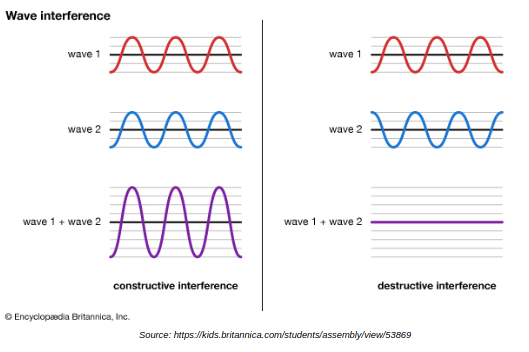 Wave interference
wave 1
wave 2
wave 1 + wave 2
constructive interference
wave 1
wave 2
wave 1 + wave 2
destructive interference
© Encyclopædia Britannica, Inc.
Source: https://kids.britannica.com/students/assembly/view/53869